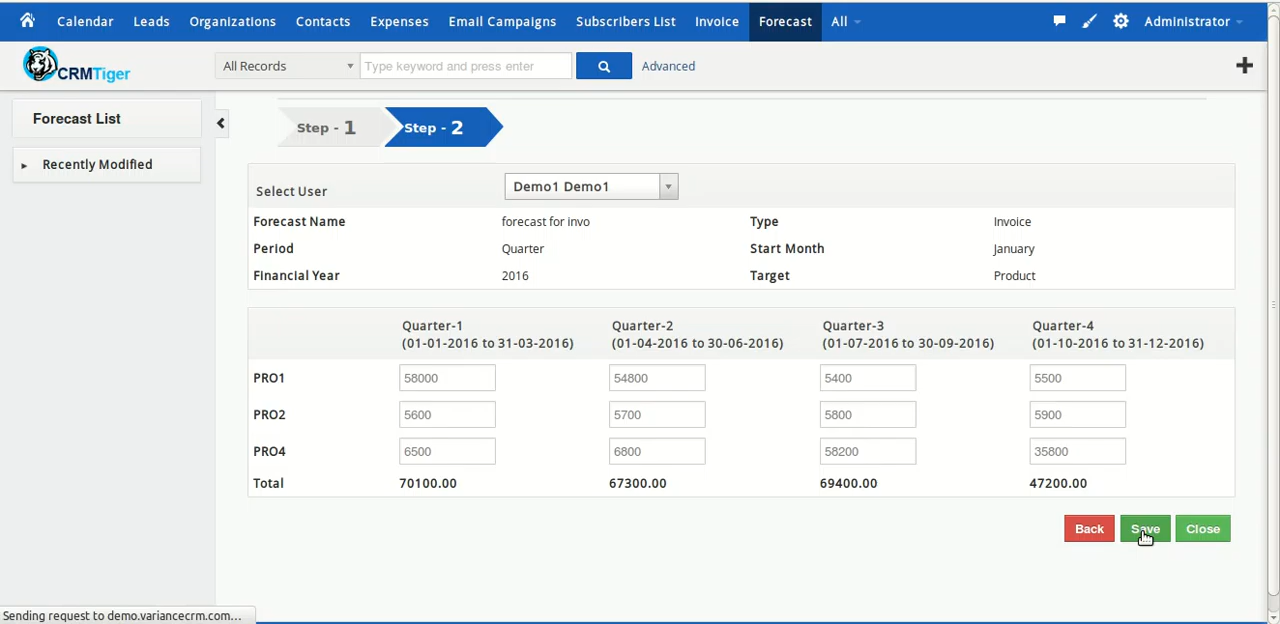 Calendar Leads Organizations Contacts Expenses Email Campaigns Subscribers List Invoice Forecast All Administrator
CRMTiger All Records Type keyword and press enter Advanced
Forecast List
Recently Modified
Step - 1 Step - 2
Select User Demo1 Demo1
Forecast Name forecast for invo Type Invoice
Period Quarter Start Month January
Financial Year 2016 Target Product
Quarter-1 Quarter-2 Quarter-3 Quarter-4
(01-01-2016 to 31-03-2016) (01-04-2016 to 30-06-2016) (01-07-2016 to 30-09-2016) (01-10-2016 to 31-12-2016)
PRO1 58000 54800 5400 5500
PRO2 5600 5700 5800 5900
PRO4 6500 6800 58200 35800
Total 70100.00 67300.00 69400.00 47200.00
Back Save Close
Sending request to demo.variancecrm.com...